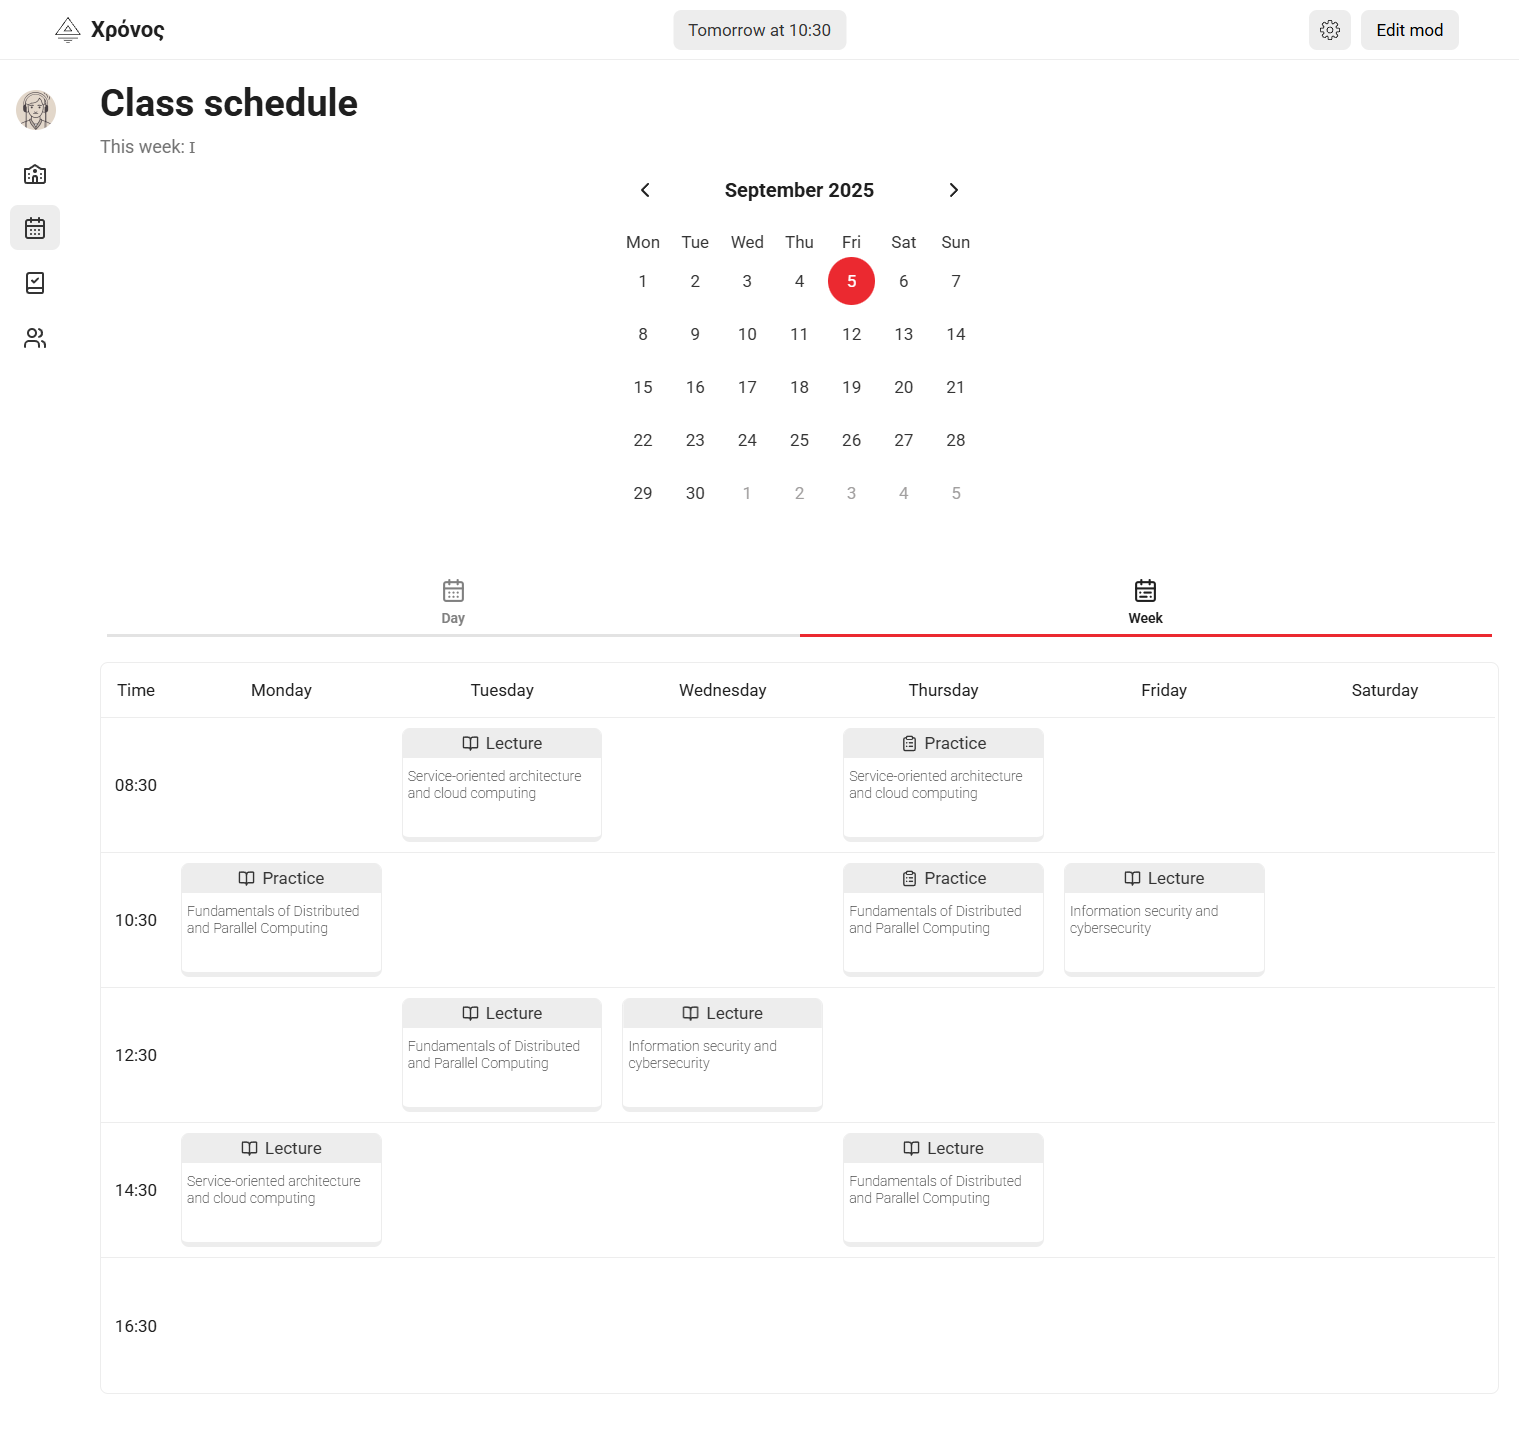 Χρόνος
Tomorrow at 10:30
Edit mod
Class schedule
This week: I
September 2025
Mon Tue Wed Thu Fri Sat Sun
1 2 3 4 5 6 7
8 9 10 11 12 13 14
15 16 17 18 19 20 21
22 23 24 25 26 27 28
29 30 1 2 3 4 5
Day
Week
Time Monday Tuesday Wednesday Thursday Friday Saturday
08:30
Lecture
Service-oriented architecture
and cloud computing
Practice
Service-oriented architecture
and cloud computing
10:30
Practice
Fundamentals of Distributed
and Parallel Computing
Practice
Fundamentals of Distributed
and Parallel Computing
Lecture
Information security and
cybersecurity
12:30
Lecture
Fundamentals of Distributed
and Parallel Computing
Lecture
Information security and
cybersecurity
14:30
Lecture
Service-oriented architecture
and cloud computing
Lecture
Fundamentals of Distributed
and Parallel Computing
16:30